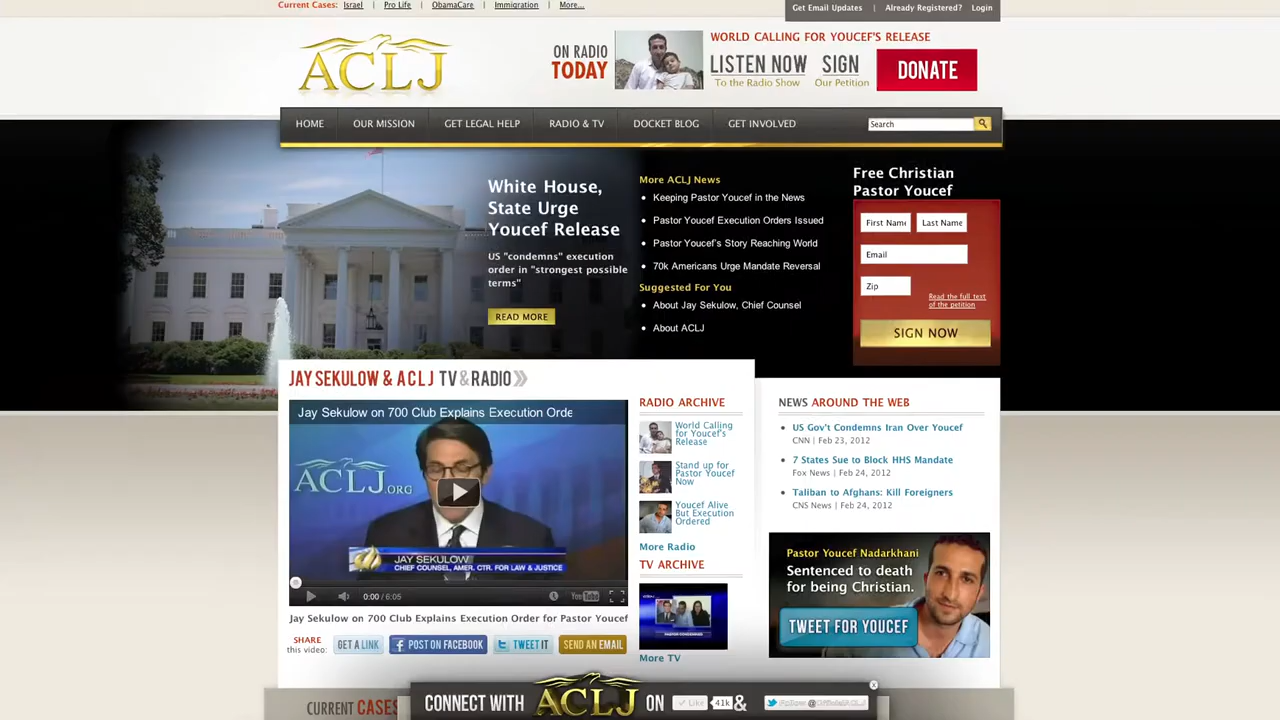 Current Cases: Israel | Pro Life | ObamaCare | Immigration | More...
Get Email Updates | Already Registered? Login
ACLJ
ON RADIO
TODAY
WORLD CALLING FOR YOUCEF'S RELEASE
LISTEN NOW
To the Radio Show
SIGN
Our Petition
DONATE
HOME
OUR MISSION
GET LEGAL HELP
RADIO & TV
DOCKET BLOG
GET INVOLVED
Search
White House,
State Urge
Youcef Release
US "condemns" execution
order in "strongest possible
terms"
READ MORE
More ACLJ News
Keeping Pastor Youcef in the News
Pastor Youcef Execution Orders Issued
Pastor Youcef's Story Reaching World
70k Americans Urge Mandate Reversal
Suggested For You
About Jay Sekulow, Chief Counsel
About ACLJ
Free Christian
Pastor Youcef
First Name
Last Name
Email
Zip
Read the full text
of the petition
SIGN NOW
JAY SEKULOW & ACLJ TV & RADIO
Jay Sekulow on 700 Club Explains Execution Orde
ACLJ.ORG
JAY SEKULOW
CHIEF COUNSEL, AMER. CTR. FOR LAW & JUSTICE
0:00 / 6:05
YouTube
Jay Sekulow on 700 Club Explains Execution Order for Pastor Youcef
SHARE
this video:
GET A LINK
POST ON FACEBOOK
TWEET IT
SEND AN EMAIL
RADIO ARCHIVE
World Calling
for Youcef's
Release
Stand up for
Pastor Youcef
Now
Youcef Alive
But Execution
Ordered
More Radio
TV ARCHIVE
More TV
NEWS AROUND THE WEB
US Gov't Condemns Iran Over Youcef
CNN | Feb 23, 2012
7 States Sue to Block HHS Mandate
Fox News | Feb 24, 2012
Taliban to Afghans: Kill Foreigners
CNS News | Feb 24, 2012
Pastor Youcef Nadarkhani
Sentenced to death
for being Christian.
TWEET FOR YOUCEF
CURRENT CASES
CONNECT WITH ACLJ ON
Like
41k
&